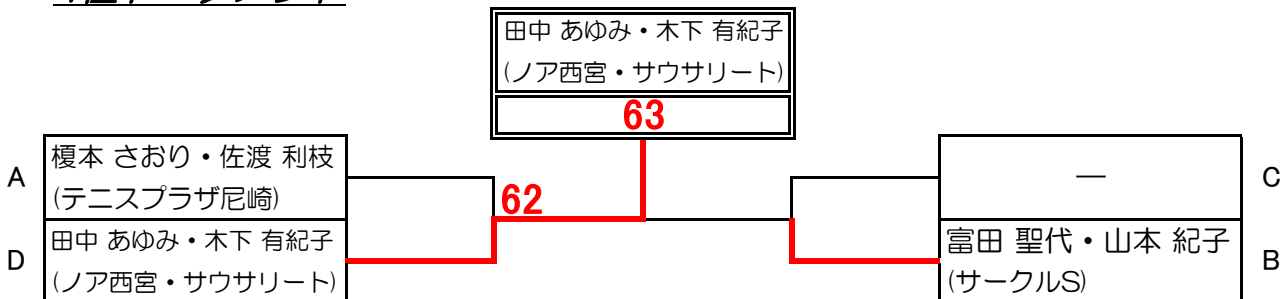 田中 あゆみ・木下 有紀子
(ノア西宮・サウサリート)
63
A
榎本 さおり・佐渡 利枝
(テニスプラザ尼崎)
62
―
C
D
田中 あゆみ・木下 有紀子
(ノア西宮・サウサリート)
富田 聖代・山本 紀子
(サークルS)
B